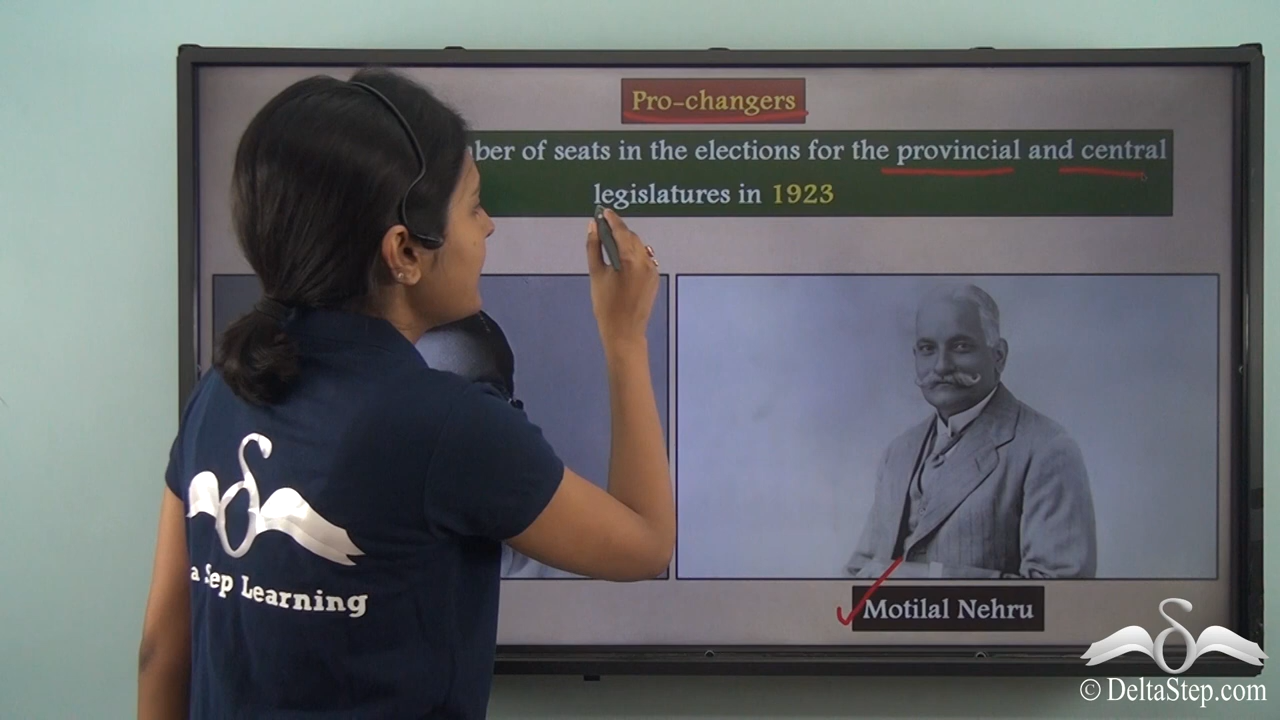 Pro-changers
of seats in the elections for the provincial and central
legislatures in 1923
Motilal Nehru
Step Learning
© DeltaStep.com